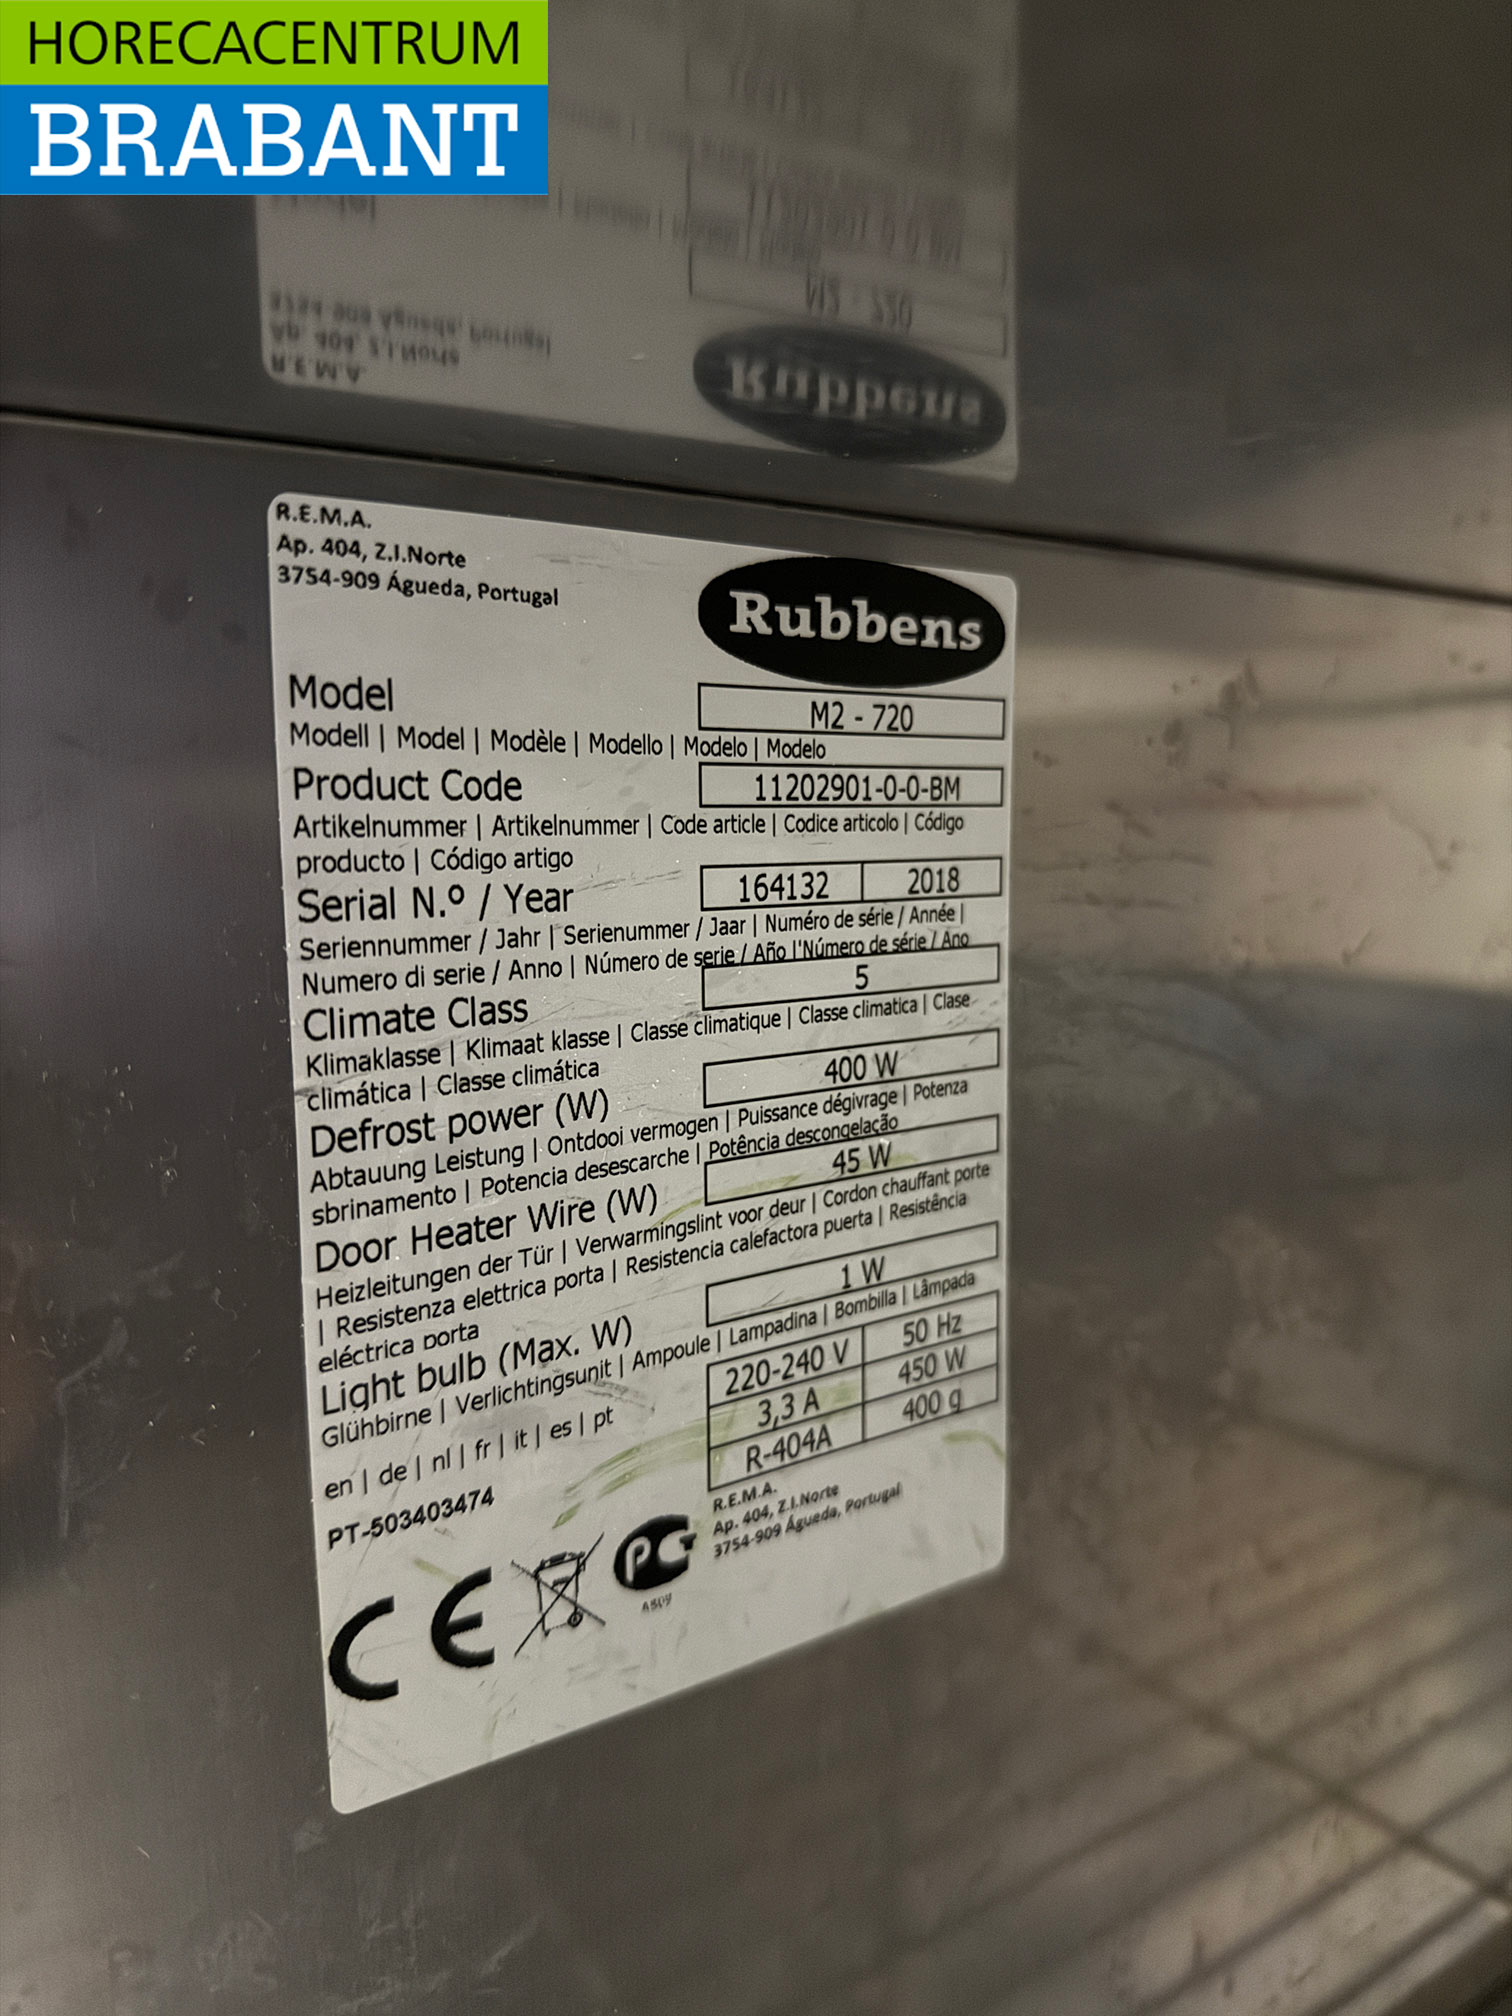 HORECACENTRUM
BRABANT
R.E.M.A.
Ap. 404, Z.I.Norte
3754-909 Águeda, Portugal
Rubbens
Model
M2 - 720
Modell | Model | Modèle | Modello | Modelo | Modelo
Product Code
11202901-0-0-BM
Artikelnummer | Artikelnummer | Code article | Codice articolo | Código
producto | Código artigo
Serial N.º / Year
164132
2018
Seriennummer / Jahr | Serienummer / Jaar | Numéro de série / Année |
Numero di serie / Anno | Número de serie / Año l'Número de série / Ano
Climate Class
5
Klimaklasse | Klimaat klasse | Classe climatique | Classe climatica | Clase
climática | Classe climática
Defrost power (W)
400 W
Abtauung Leistung | Ontdooi vermogen | Puissance dégivrage | Potenza
sbrinamento | Potencia desescarche | Potência descongelação
Door Heater Wire (W)
45 W
Heizleitungen der Tür | Verwarmingslint voor deur | Cordon chauffant porte
| Resistenza elettrica porta | Resistencia calefactora puerta | Resistência
eléctrica porta
Light bulb (Max. W)
1 W
Glühbirne | Verlichtingsunit | Ampoule | Lampadina | Bombilla | Lâmpada
220-240 V
50 Hz
3,3 A
450 W
R-404A
400 g
en | de | nl | fr | it | es | pt
PT-503403474
R.E.M.A.
Ap. 404, Z.I.Norte
3754-909 Águeda, Portugal
CE